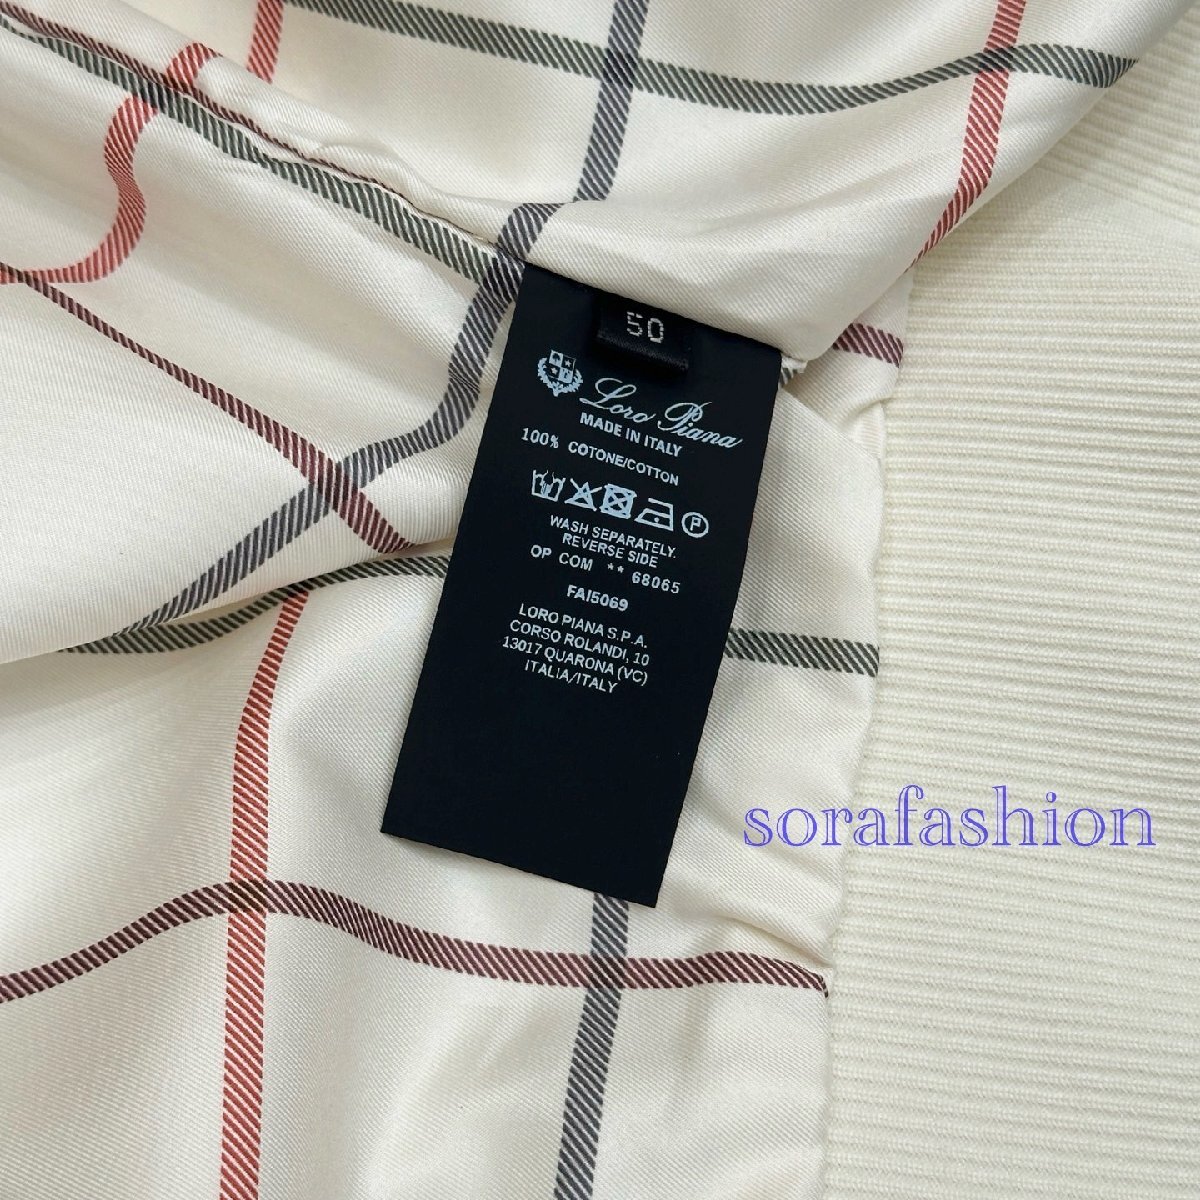 50
Loro Piana
MADE IN ITALY
100% COTONE/COTTON
P
WASH SEPARATELY.
REVERSE SIDE
OP COM ** 68065
FAI5069
LORO PIANA S.P.A.
CORSO ROLANDI, 10
13017 QUARONA (VC)
ITALIA/ITALY
sorafashion